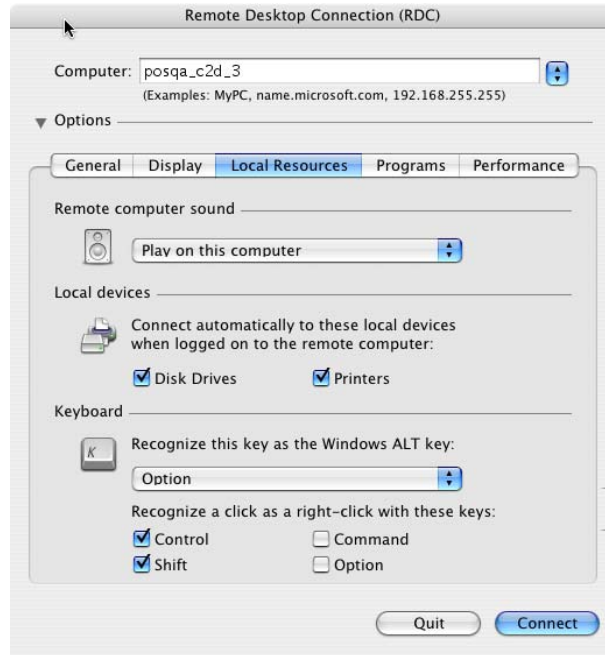 Remote Desktop Connection (RDC)
Computer: posqa_c2d_3
(Examples: MyPC, name.microsoft.com, 192.168.255.255)
Options
General Display Local Resources Programs Performance
Remote computer sound
Play on this computer
Local devices
Connect automatically to these local devices
when logged on to the remote computer:
Disk Drives Printers
Keyboard
K
Recognize this key as the Windows ALT key:
Option
Recognize a click as a right-click with these keys:
Control Command
Shift Option
Quit Connect